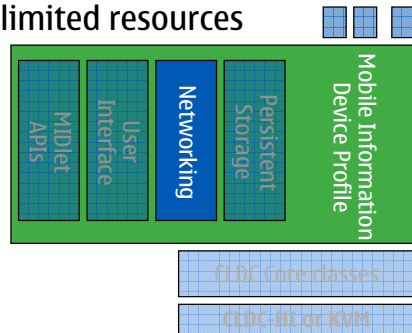 limited resources
Mobile Information
Device Profile
MIDlet
APIs
User
Interface
Networking
Persistent
Storage
CLDC Core classes
CLDC-HI or KVM